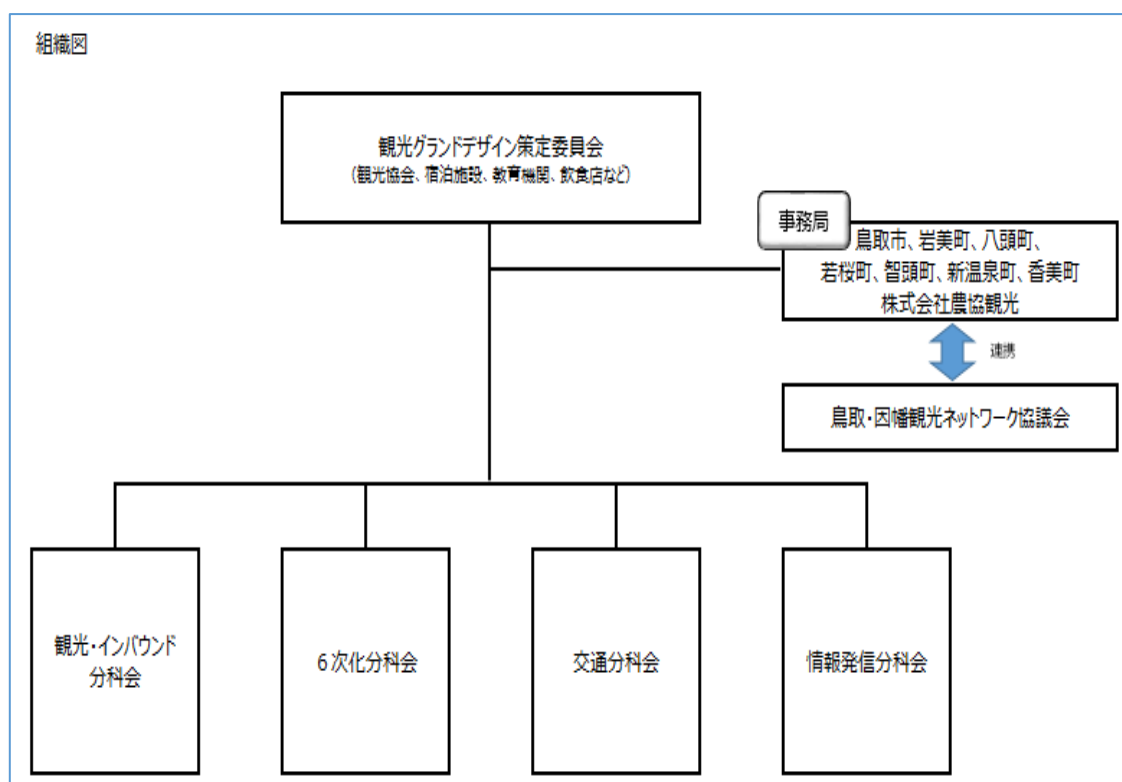 組織図
観光グランドデザイン策定委員会
（観光協会、宿泊施設、教育機関、飲食店など）
事務局
鳥取市、岩美町、八頭町、
若桜町、智頭町、新温泉町、香美町
株式会社農協観光
連携
鳥取・因幡観光ネットワーク協議会
観光・インバウンド
分科会
６次化分科会
交通分科会
情報発信分科会